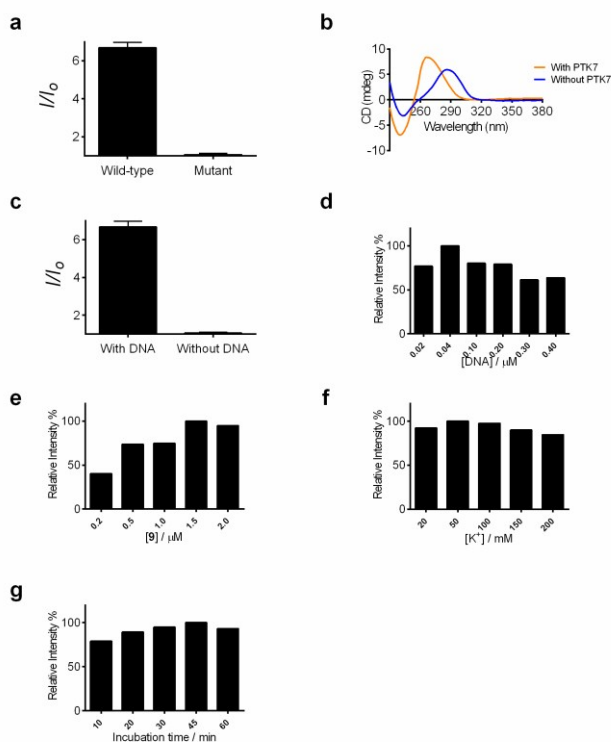 a
I/Io
6
4
2
Wild-type Mutant
b
CD (mdeg)
10
5
0
-5
-10
260 290 320 350 380
Wavelength (nm)
With PTK7
Without PTK7
c
I/Io
6
4
2
With DNA Without DNA
d
Relative Intensity %
100
50
0
0.02 0.04 0.10 0.20 0.30 0.40
[DNA] / μM
e
Relative Intensity %
100
50
0
0.2 0.5 1.0 1.5 2.0
[9] / μM
f
Relative Intensity %
100
50
0
20 50 100 150 200
[K+] / mM
g
Relative Intensity %
100
50
0
10 20 30 45 60
Incubation time / min